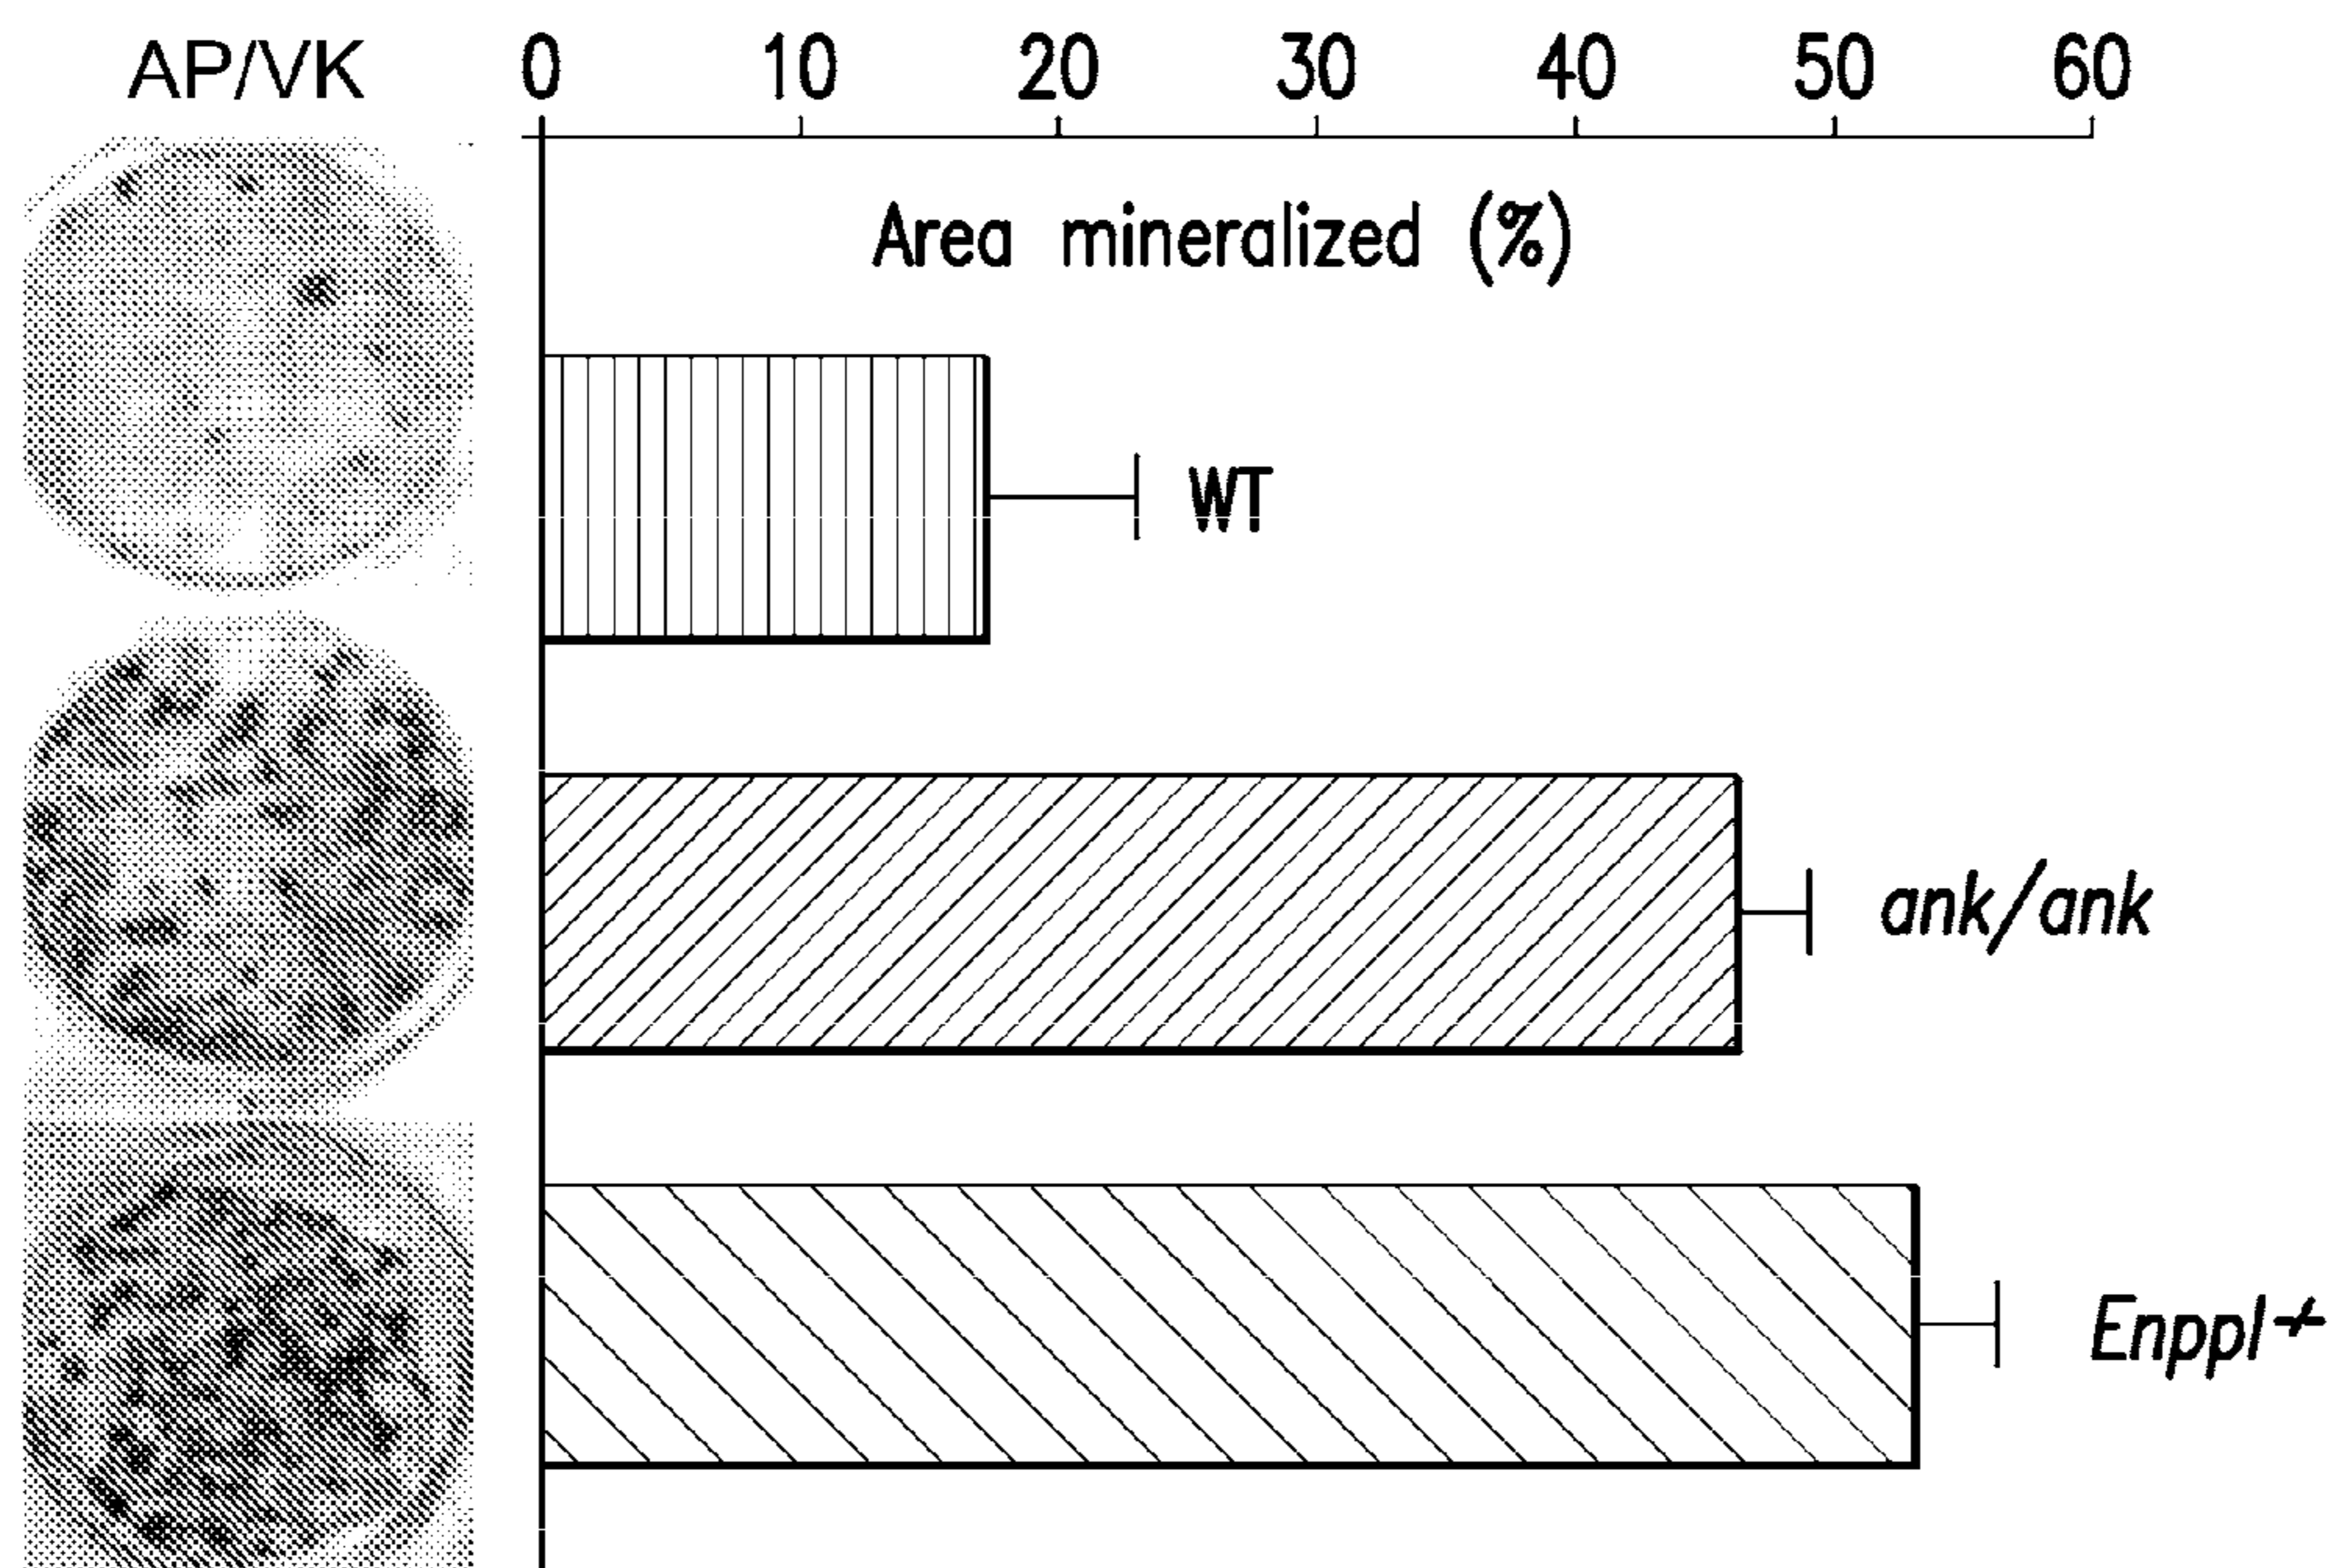 AP/VK 0 10 20 30 40 50 60
Area mineralized (%)
WT
ank/ank
Enpp1-/-